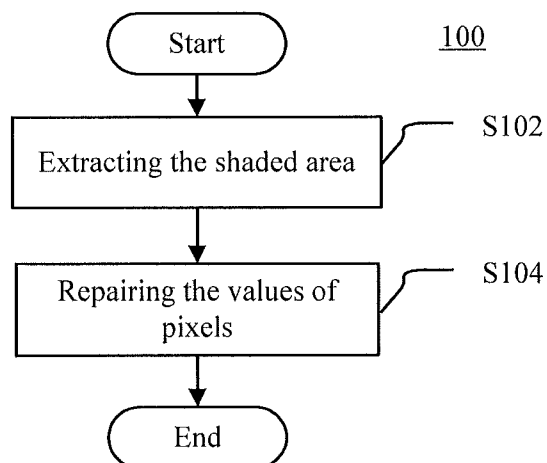 Start
100
Extracting the shaded area
S102
Repairing the values of
pixels
S104
End